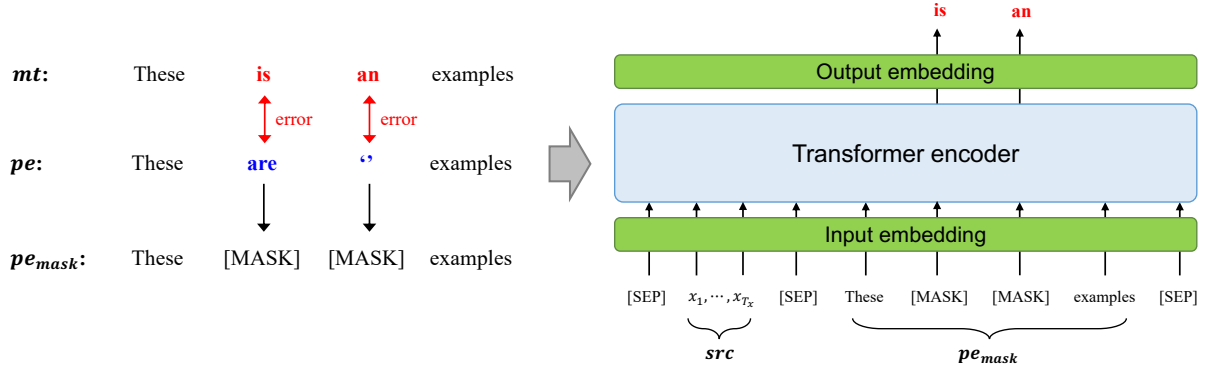 mt: These is an examples
error error
pe: These are ‘’ examples
pe_mask: These [MASK] [MASK] examples
is an
Output embedding
Transformer encoder
Input embedding
[SEP] x_1, ⋯, x_{T_x} [SEP] These [MASK] [MASK] examples [SEP]
src pe_mask